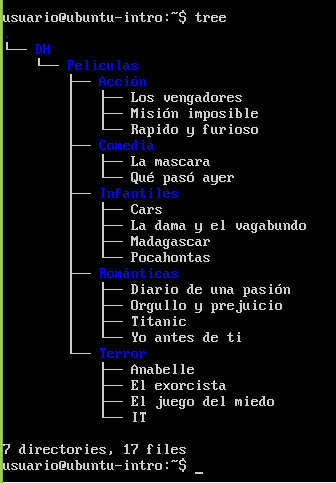 usuario@ubuntu-intro:~$ tree
.
└── DH
    └── Peliculas
        ├── Acción
        │   ├── Los vengadores
        │   ├── Misión imposible
        │   └── Rapido y furioso
        ├── Comedia
        │   ├── La mascara
        │   └── Qué pasó ayer
        ├── Infantiles
        │   ├── Cars
        │   ├── La dama y el vagabundo
        │   ├── Madagascar
        │   └── Pocahontas
        ├── Románticas
        │   ├── Diario de una pasión
        │   ├── Orgullo y prejuicio
        │   ├── Titanic
        │   └── Yo antes de ti
        └── Terror
            ├── Anabelle
            ├── El exorcista
            ├── El juego del miedo
            └── IT
7 directories, 17 files
usuario@ubuntu-intro:~$ _